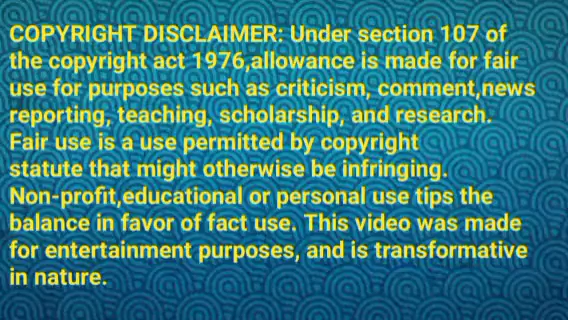 COPYRIGHT DISCLAIMER: Under section 107 of
the copyright act 1976,allowance is made for fair
use for purposes such as criticism, comment,news
reporting, teaching, scholarship, and research.
Fair use is a use permitted by copyright
statute that might otherwise be infringing.
Non-profit,educational or personal use tips the
balance in favor of fact use. This video was made
for entertainment purposes, and is transformative
in nature.